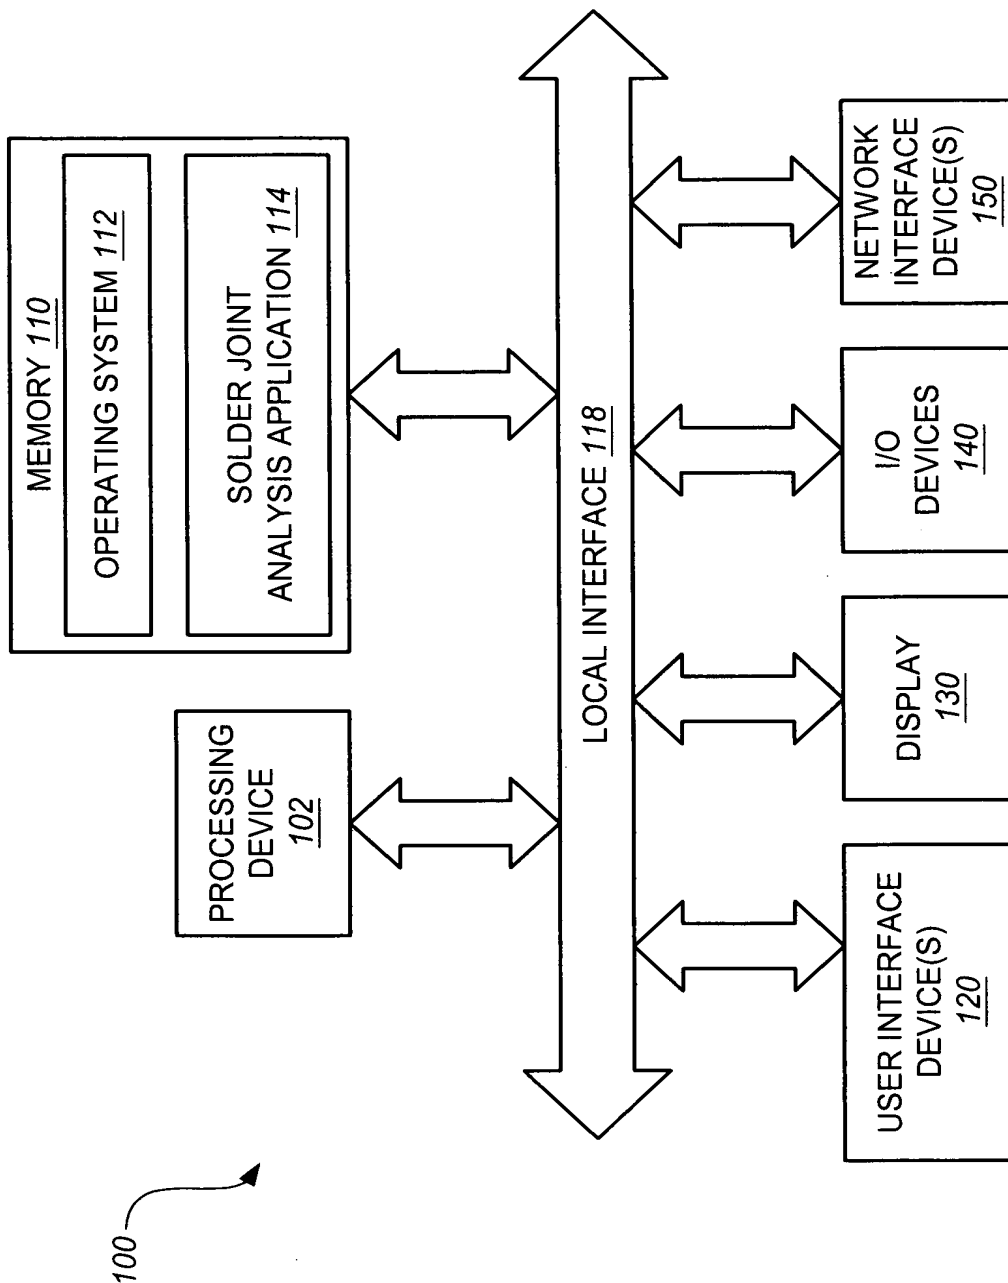 100
MEMORY 110
OPERATING SYSTEM 112
SOLDER JOINT
ANALYSIS APPLICATION 114
PROCESSING
DEVICE
102
LOCAL INTERFACE 118
USER INTERFACE
DEVICE(S)
120
DISPLAY
130
I/O
DEVICES
140
NETWORK
INTERFACE
DEVICE(S)
150